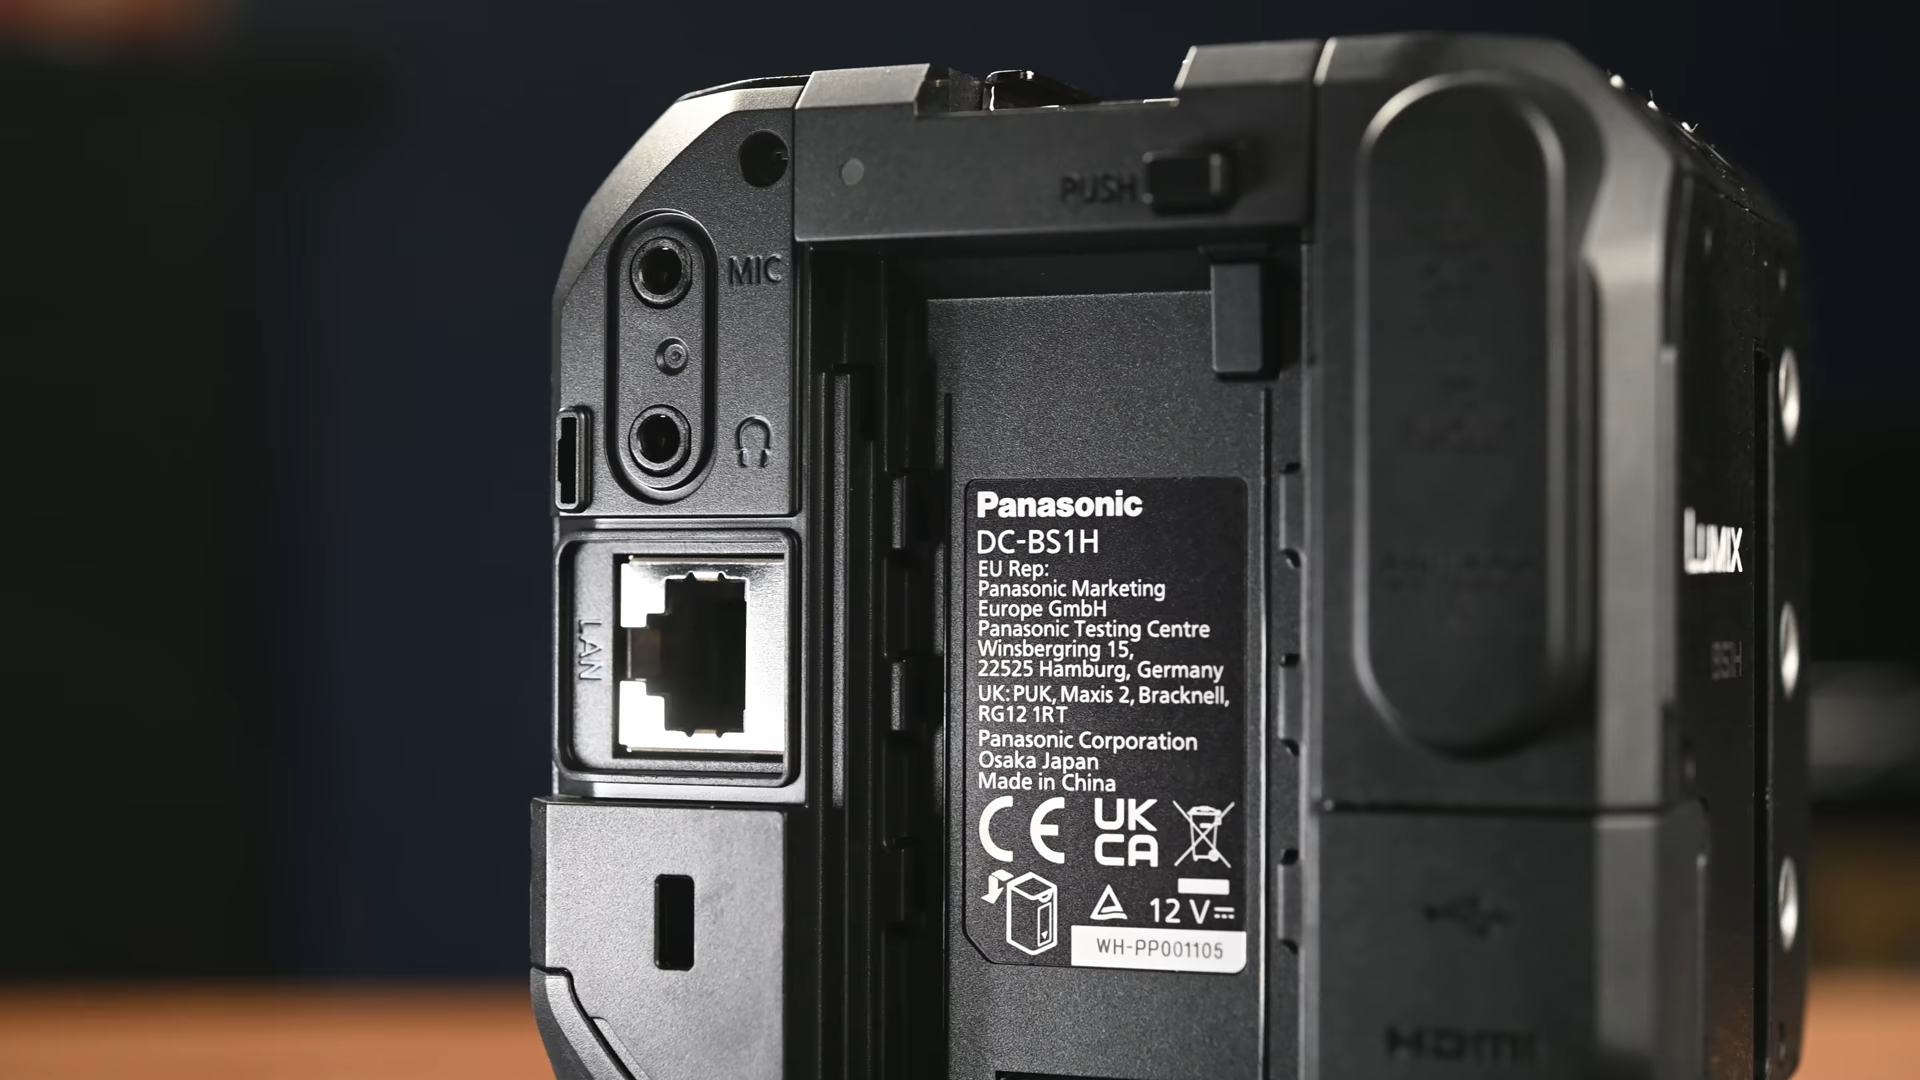 PUSH
MIC
LAN
Panasonic
DC-BS1H
EU Rep:
Panasonic Marketing
Europe GmbH
Panasonic Testing Centre
Winsbergring 15,
22525 Hamburg, Germany
UK: PUK, Maxis 2, Bracknell,
RG12 1RT
Panasonic Corporation
Osaka Japan
Made in China
CE
UK
CA
12 V
WH-PP001105
LUMIX
BS1H
HDMI